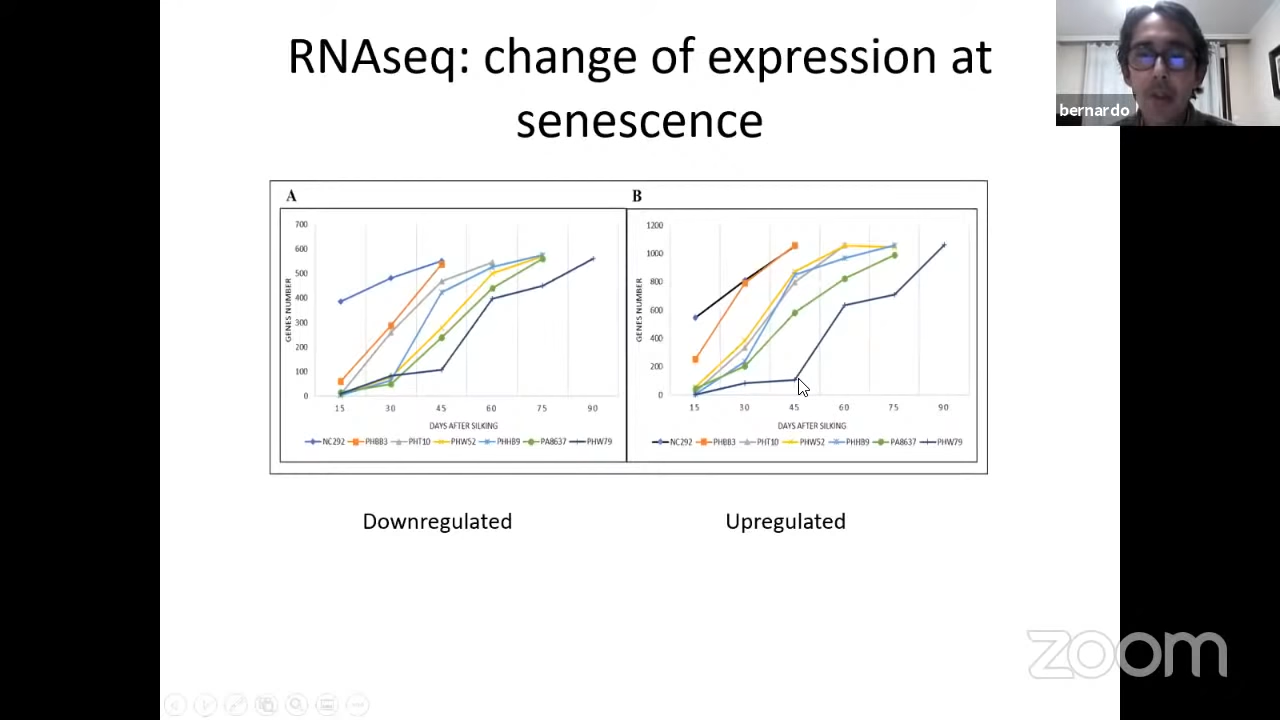 RNAseq: change of expression at
senescence
bernardo
A
700
600
500
400
300
200
100
0
GENES NUMBER
15 30 45 60 75 90
DAYS AFTER SILKING
NC292 PHBB3 PHT10 PHW52 PHHB9 PA8637 PHW79
B
1200
1000
800
600
400
200
0
GENES NUMBER
15 30 45 60 75 90
DAYS AFTER SILKING
NC292 PHBB3 PHT10 PHW52 PHHB9 PA8637 PHW79
Downregulated
Upregulated
zoom